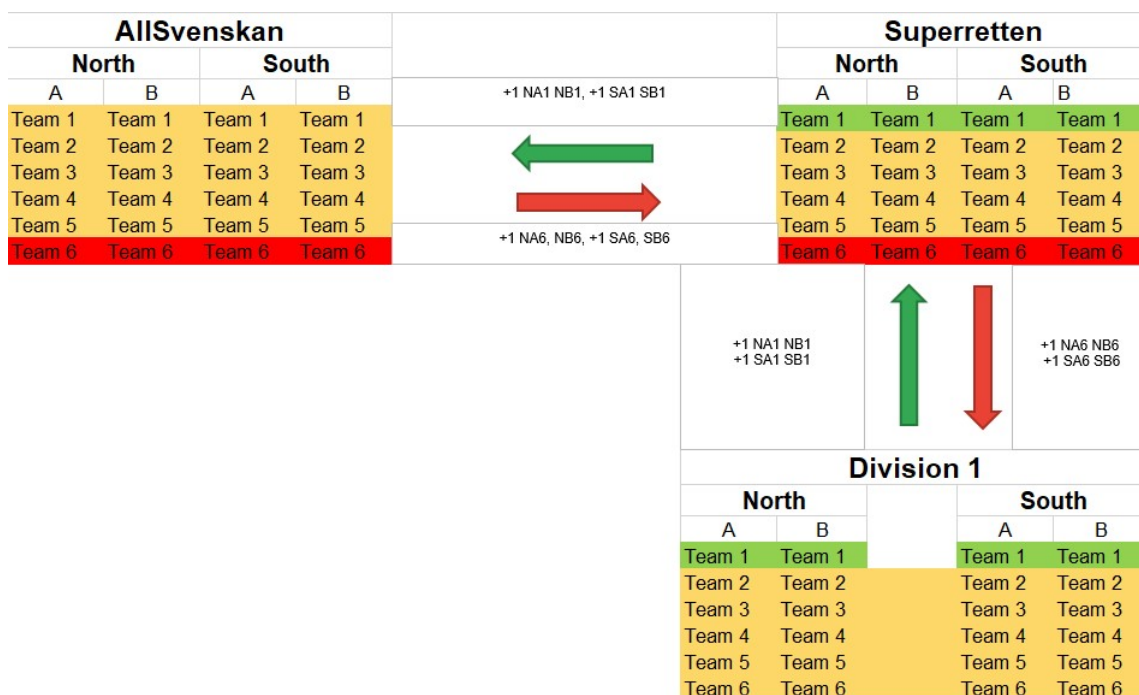 AllSvenskan Superretten
North South North South
A B A B +1 NA1 NB1, +1 SA1 SB1 A B A B
Team 1 Team 1 Team 1 Team 1 Team 1 Team 1 Team 1 Team 1
Team 2 Team 2 Team 2 Team 2 Team 2 Team 2 Team 2 Team 2
Team 3 Team 3 Team 3 Team 3 Team 3 Team 3 Team 3 Team 3
Team 4 Team 4 Team 4 Team 4 Team 4 Team 4 Team 4 Team 4
Team 5 Team 5 Team 5 Team 5 Team 5 Team 5 Team 5 Team 5
+1 NA6, NB6, +1 SA6, SB6
Team 6 Team 6 Team 6 Team 6 Team 6 Team 6 Team 6 Team 6
+1 NA1 NB1 +1 NA6 NB6
+1 SA1 SB1 +1 SA6 SB6
Division 1
North South
A B A B
Team 1 Team 1 Team 1 Team 1
Team 2 Team 2 Team 2 Team 2
Team 3 Team 3 Team 3 Team 3
Team 4 Team 4 Team 4 Team 4
Team 5 Team 5 Team 5 Team 5
Team 6 Team 6 Team 6 Team 6